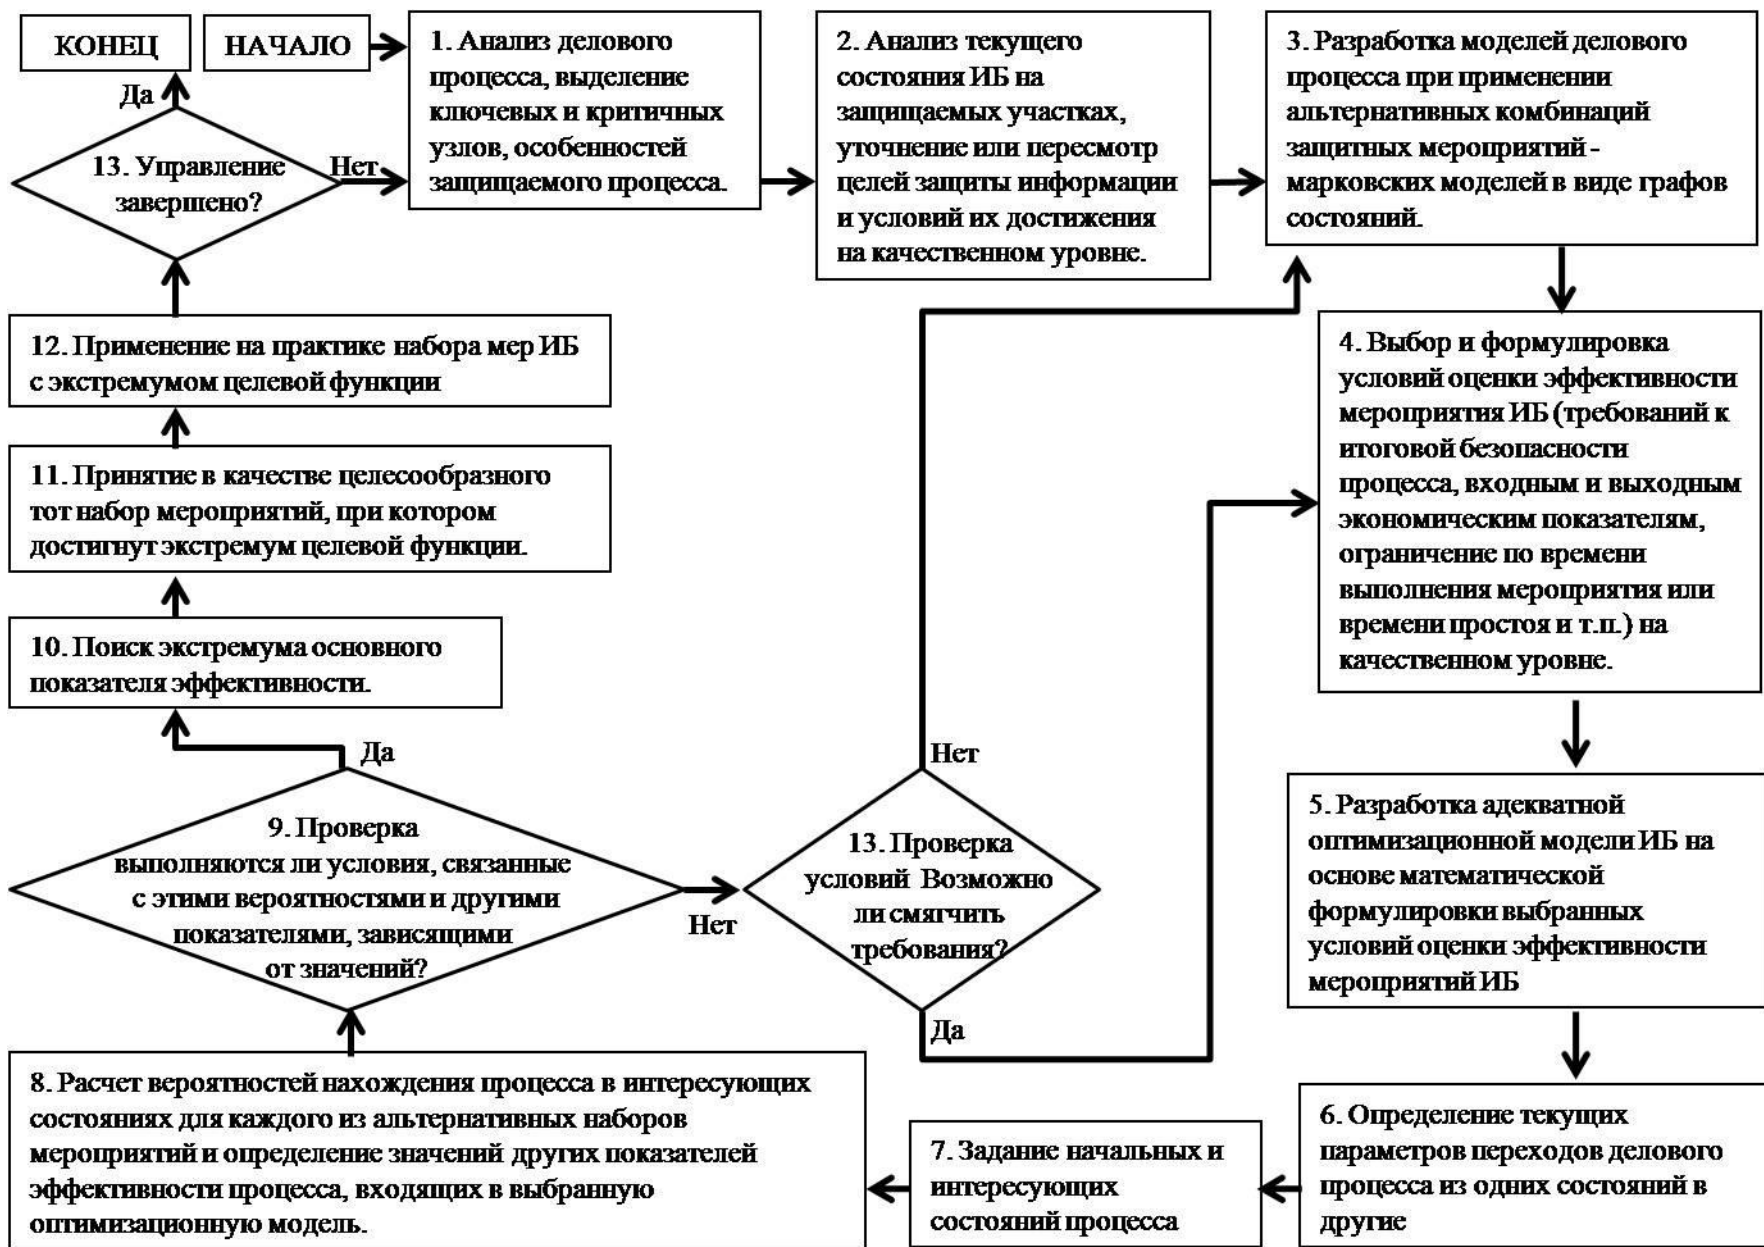 КОНЕЦ
НАЧАЛО
1. Анализ делового
процесса, выделение
ключевых и критичных
узлов, особенностей
защищаемого процесса.
2. Анализ текущего
состояния ИБ на
защищаемых участках,
уточнение или пересмотр
целей защиты информации
и условий их достижения
на качественном уровне.
3. Разработка моделей делового
процесса при применении
альтернативных комбинаций
защитных мероприятий -
марковских моделей в виде графов
состояний.
4. Выбор и формулировка
условий оценки эффективности
мероприятия ИБ (требований к
итоговой безопасности
процесса, входным и выходным
экономическим показателям,
ограничение по времени
выполнения мероприятия или
времени простоя и т.п.) на
качественном уровне.
5. Разработка адекватной
оптимизационной модели ИБ на
основе математической
формулировки выбранных
условий оценки эффективности
мероприятий ИБ
6. Определение текущих
параметров переходов делового
процесса из одних состояний в
другие
7. Задание начальных и
интересующих
состояний процесса
8. Расчет вероятностей нахождения процесса в интересующих
состояниях для каждого из альтернативных наборов
мероприятий и определение значений других показателей
эффективности процесса, входящих в выбранную
оптимизационную модель.
9. Проверка
выполняются ли условия, связанные
с этими вероятностями и другими
показателями, зависящими
от значений?
Да
Нет
13. Проверка
условий Возможно
ли смягчить
требования?
Нет
Да
10. Поиск экстремума основного
показателя эффективности.
11. Принятие в качестве целесообразного
тот набор мероприятий, при котором
достигнут экстремум целевой функции.
12. Применение на практике набора мер ИБ
с экстремумом целевой функции
13. Управление
завершено?
Да
Нет